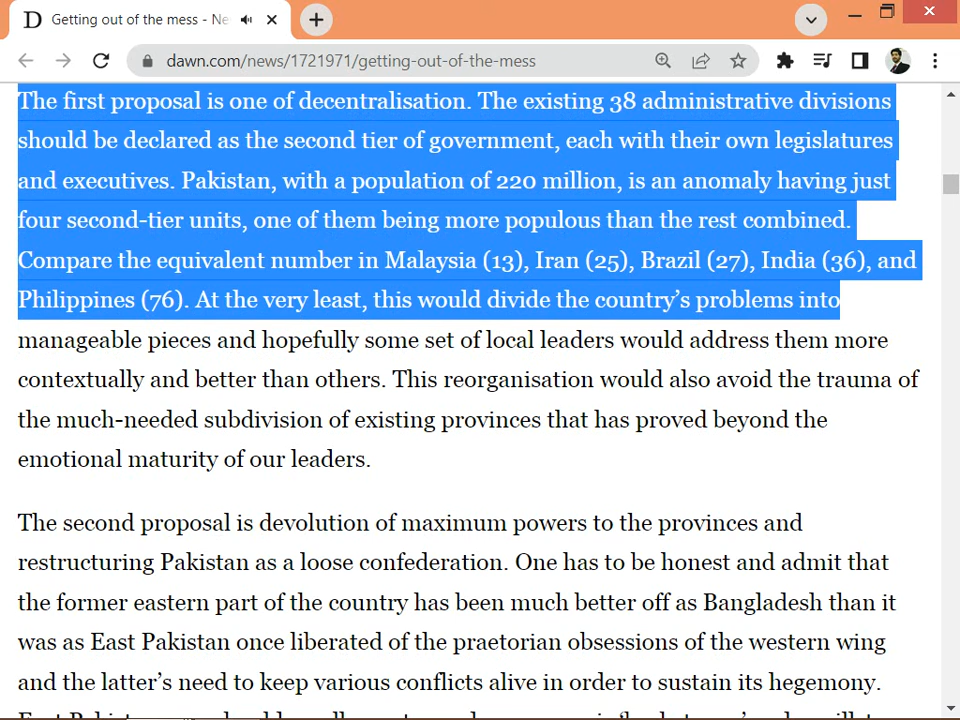 D Getting out of the mess - Ne
dawn.com/news/1721971/getting-out-of-the-mess
The first proposal is one of decentralisation. The existing 38 administrative divisions
should be declared as the second tier of government, each with their own legislatures
and executives. Pakistan, with a population of 220 million, is an anomaly having just
four second-tier units, one of them being more populous than the rest combined.
Compare the equivalent number in Malaysia (13), Iran (25), Brazil (27), India (36), and
Philippines (76). At the very least, this would divide the country’s problems into
manageable pieces and hopefully some set of local leaders would address them more
contextually and better than others. This reorganisation would also avoid the trauma of
the much-needed subdivision of existing provinces that has proved beyond the
emotional maturity of our leaders.
The second proposal is devolution of maximum powers to the provinces and
restructuring Pakistan as a loose confederation. One has to be honest and admit that
the former eastern part of the country has been much better off as Bangladesh than it
was as East Pakistan once liberated of the praetorian obsessions of the western wing
and the latter’s need to keep various conflicts alive in order to sustain its hegemony.